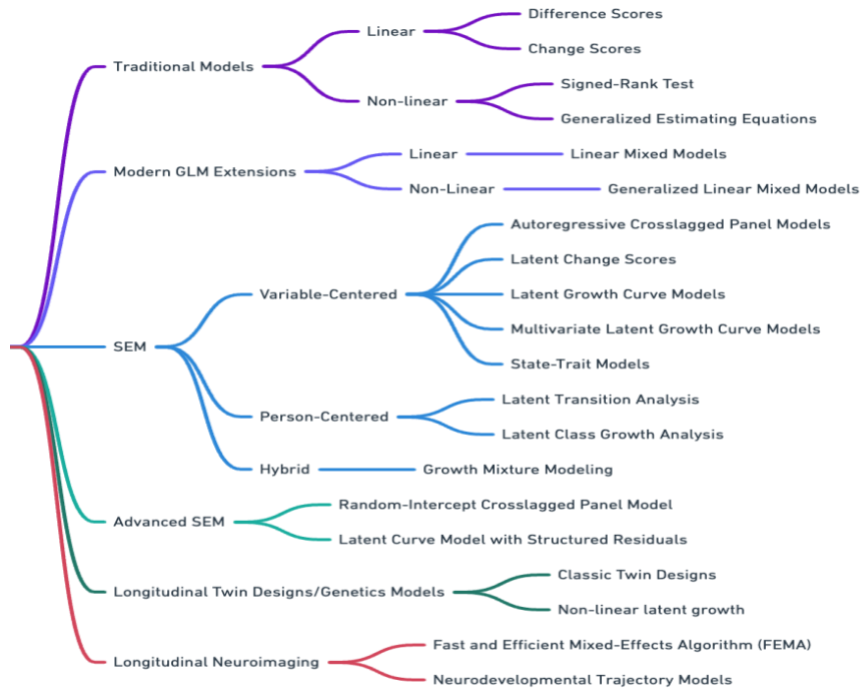 Difference Scores
Linear
Change Scores
Traditional Models
Signed-Rank Test
Non-linear
Generalized Estimating Equations
Linear
Linear Mixed Models
Modern GLM Extensions
Non-Linear
Generalized Linear Mixed Models
Autoregressive Crosslagged Panel Models
Latent Change Scores
Variable-Centered
Latent Growth Curve Models
Multivariate Latent Growth Curve Models
State-Trait Models
SEM
Latent Transition Analysis
Person-Centered
Latent Class Growth Analysis
Hybrid
Growth Mixture Modeling
Random-Intercept Crosslagged Panel Model
Advanced SEM
Latent Curve Model with Structured Residuals
Classic Twin Designs
Longitudinal Twin Designs/Genetics Models
Non-linear latent growth
Fast and Efficient Mixed-Effects Algorithm (FEMA)
Longitudinal Neuroimaging
Neurodevelopmental Trajectory Models